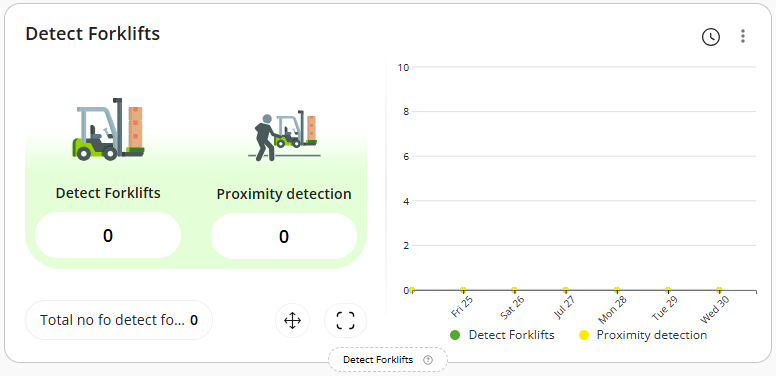 Detect Forklifts
Detect Forklifts
0
Proximity detection
0
Total no fo detect fo... 0
10
8
6
4
2
0
Fri 25
Sat 26
Jul 27
Mon 28
Tue 29
Wed 30
Detect Forklifts
Proximity detection
Detect Forklifts ?